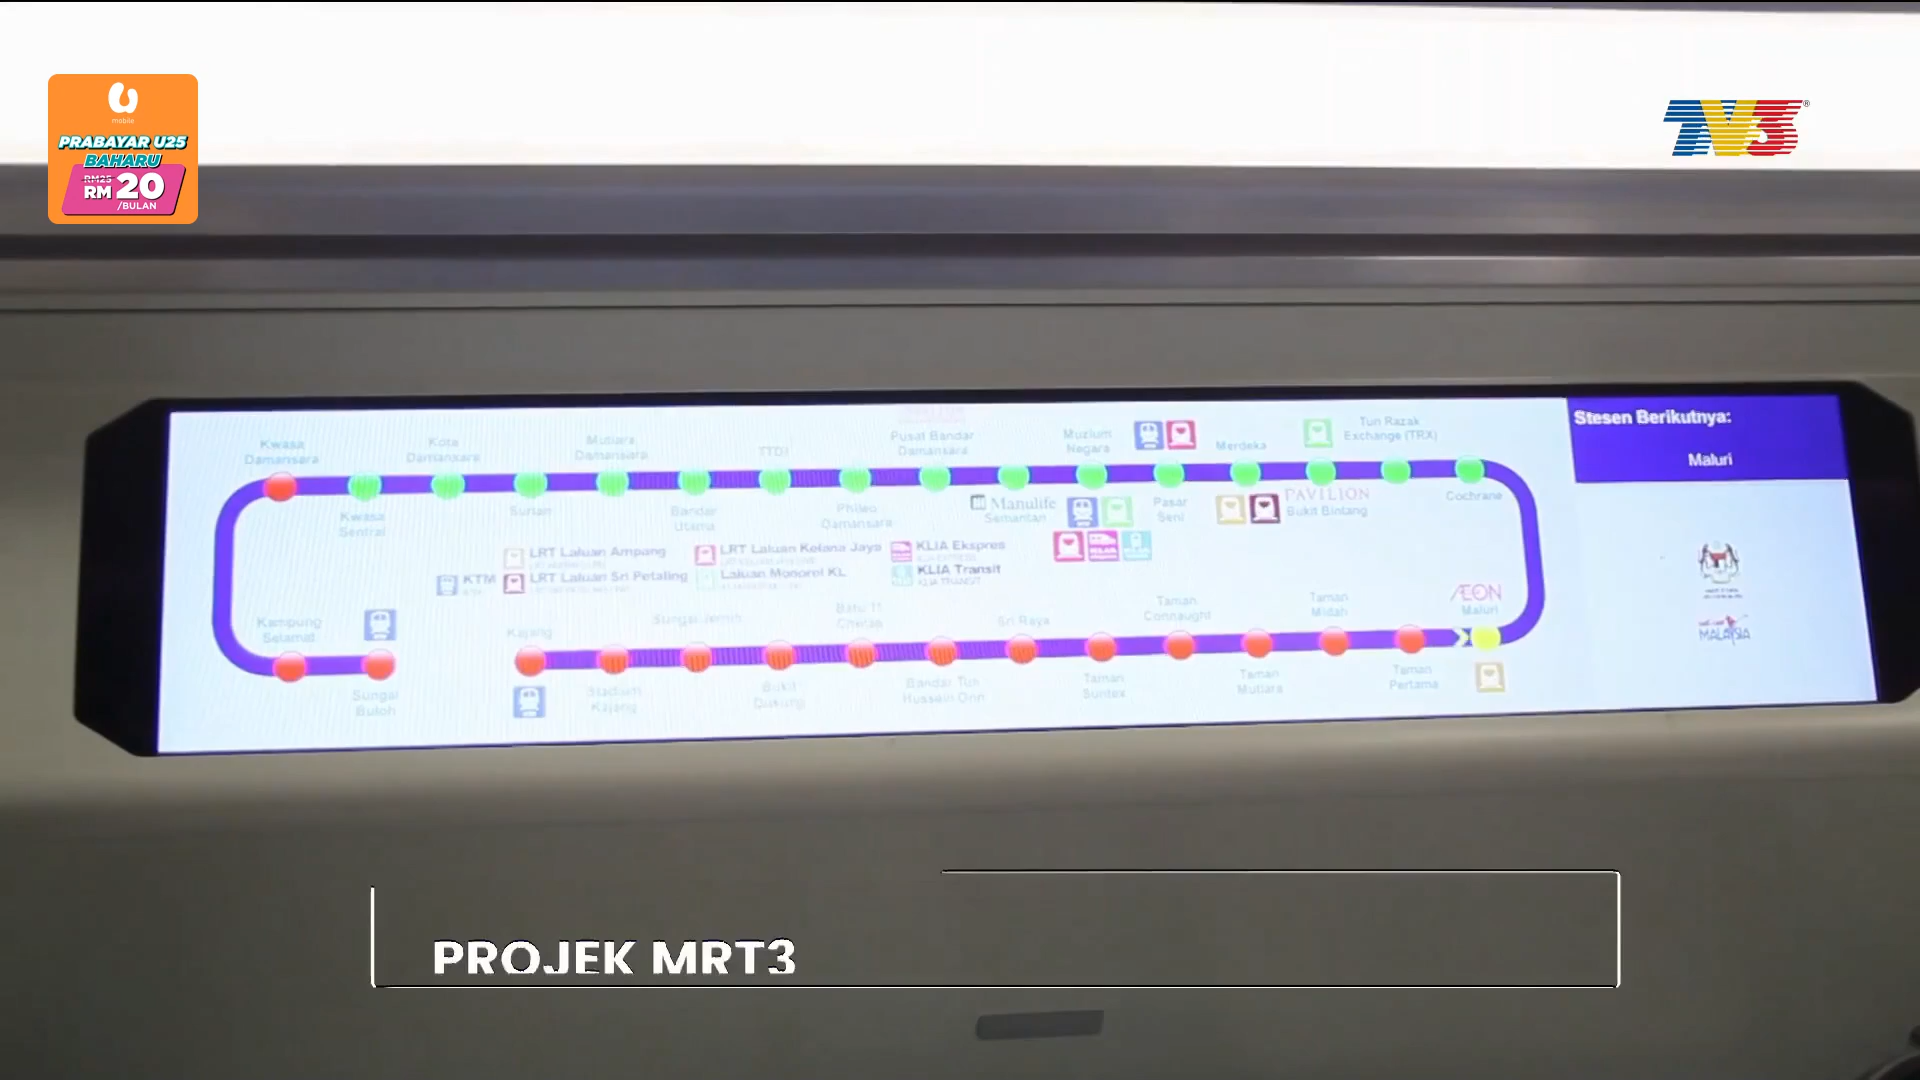 mobile
PRABAYAR U25
BAHARU
RM25
RM 20
/BULAN
TV3
Stesen Berikutnya:
Maluri
Kwasa
Damansara
Kota
Damansara
Mutiara
Damansara
TTDI
Pusat Bandar
Damansara
Muzium
Negara
Merdeka
Tun Razak
Exchange (TRX)
Kwasa
Sentral
Surian
Bandar
Utama
Phileo
Damansara
Manulife
Semantan
Pasar
Seni
PAVILION
Bukit Bintang
Cochrane
LRT Laluan Ampang
LRT Laluan Kelana Jaya
KLIA Ekspres
KTM
LRT Laluan Sri Petaling
Laluan Monorel KL
KLIA Transit
KLIA TRANSIT
Kampung
Selamat
Kajang
Sungai Jernih
Batu 11
Cheras
Sri Raya
Taman
Connaught
Taman
Midah
ÆON
Maluri
Sungai
Buloh
Stadium
Kajang
Bukit
Dukung
Bandar Tun
Hussein Onn
Taman
Suntex
Taman
Mutiara
Taman
Pertama
MALAYSIA
PROJEK MRT3